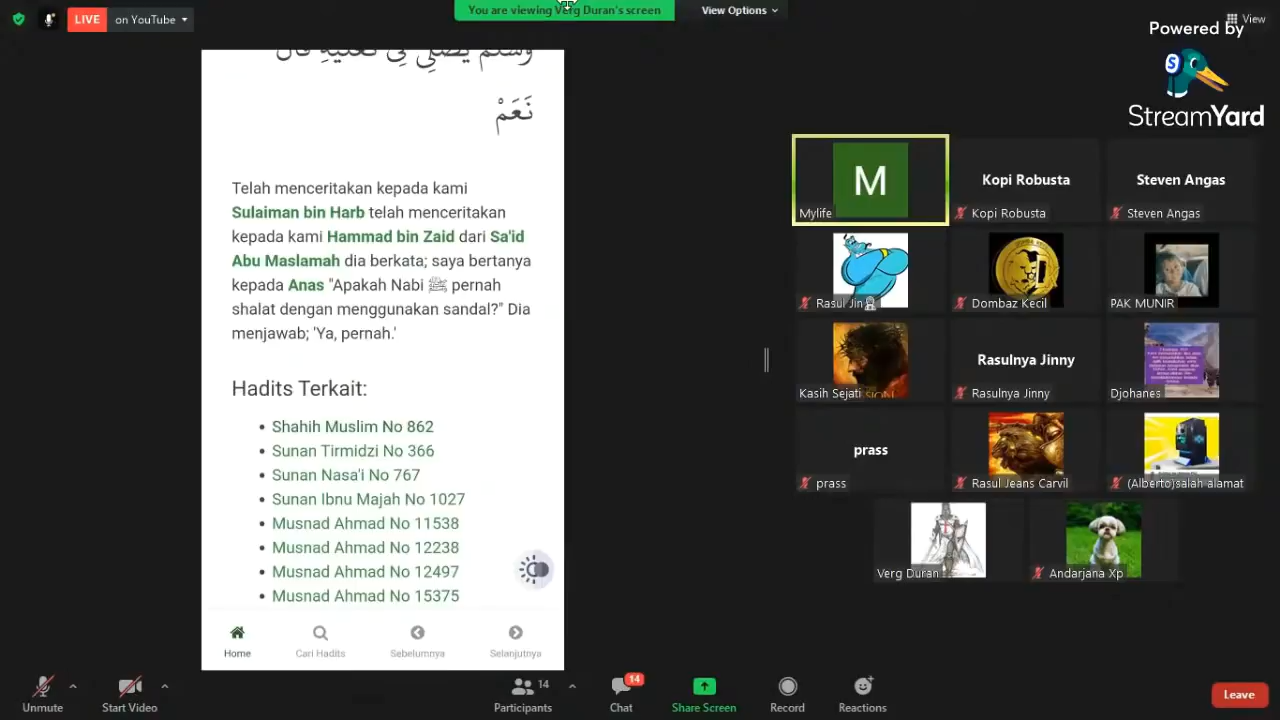 LIVE
on YouTube
You are viewing Verg Duran's screen
View Options
View
Powered by
StreamYard
وَسَلَّمَ يُصَلِّي فِي نَعْلَيْهِ قَالَ
نَعَمْ
Telah menceritakan kepada kami
Sulaiman bin Harb telah menceritakan
kepada kami Hammad bin Zaid dari Sa'id
Abu Maslamah dia berkata; saya bertanya
kepada Anas "Apakah Nabi ﷺ pernah
shalat dengan menggunakan sandal?" Dia
menjawab; 'Ya, pernah.'
Hadits Terkait:
• Shahih Muslim No 862
• Sunan Tirmidzi No 366
• Sunan Nasa'i No 767
• Sunan Ibnu Majah No 1027
• Musnad Ahmad No 11538
• Musnad Ahmad No 12238
• Musnad Ahmad No 12497
• Musnad Ahmad No 15375
Home
Cari Hadits
Sebelumnya
Selanjutnya
M
Mylife
Kopi Robusta
Kopi Robusta
Steven Angas
Steven Angas
Rasul Jin
Dombaz Kecil
PAK MUNIR
Kasih Sejati
Rasulnya Jinny
Rasulnya Jinny
Djohanes
prass
prass
Rasul Jeans Carvil
(Alberto)salah alamat
Verg Duran
Andarjana Xp
Unmute
Start Video
14
Participants
14
Chat
Share Screen
Record
Reactions
Leave